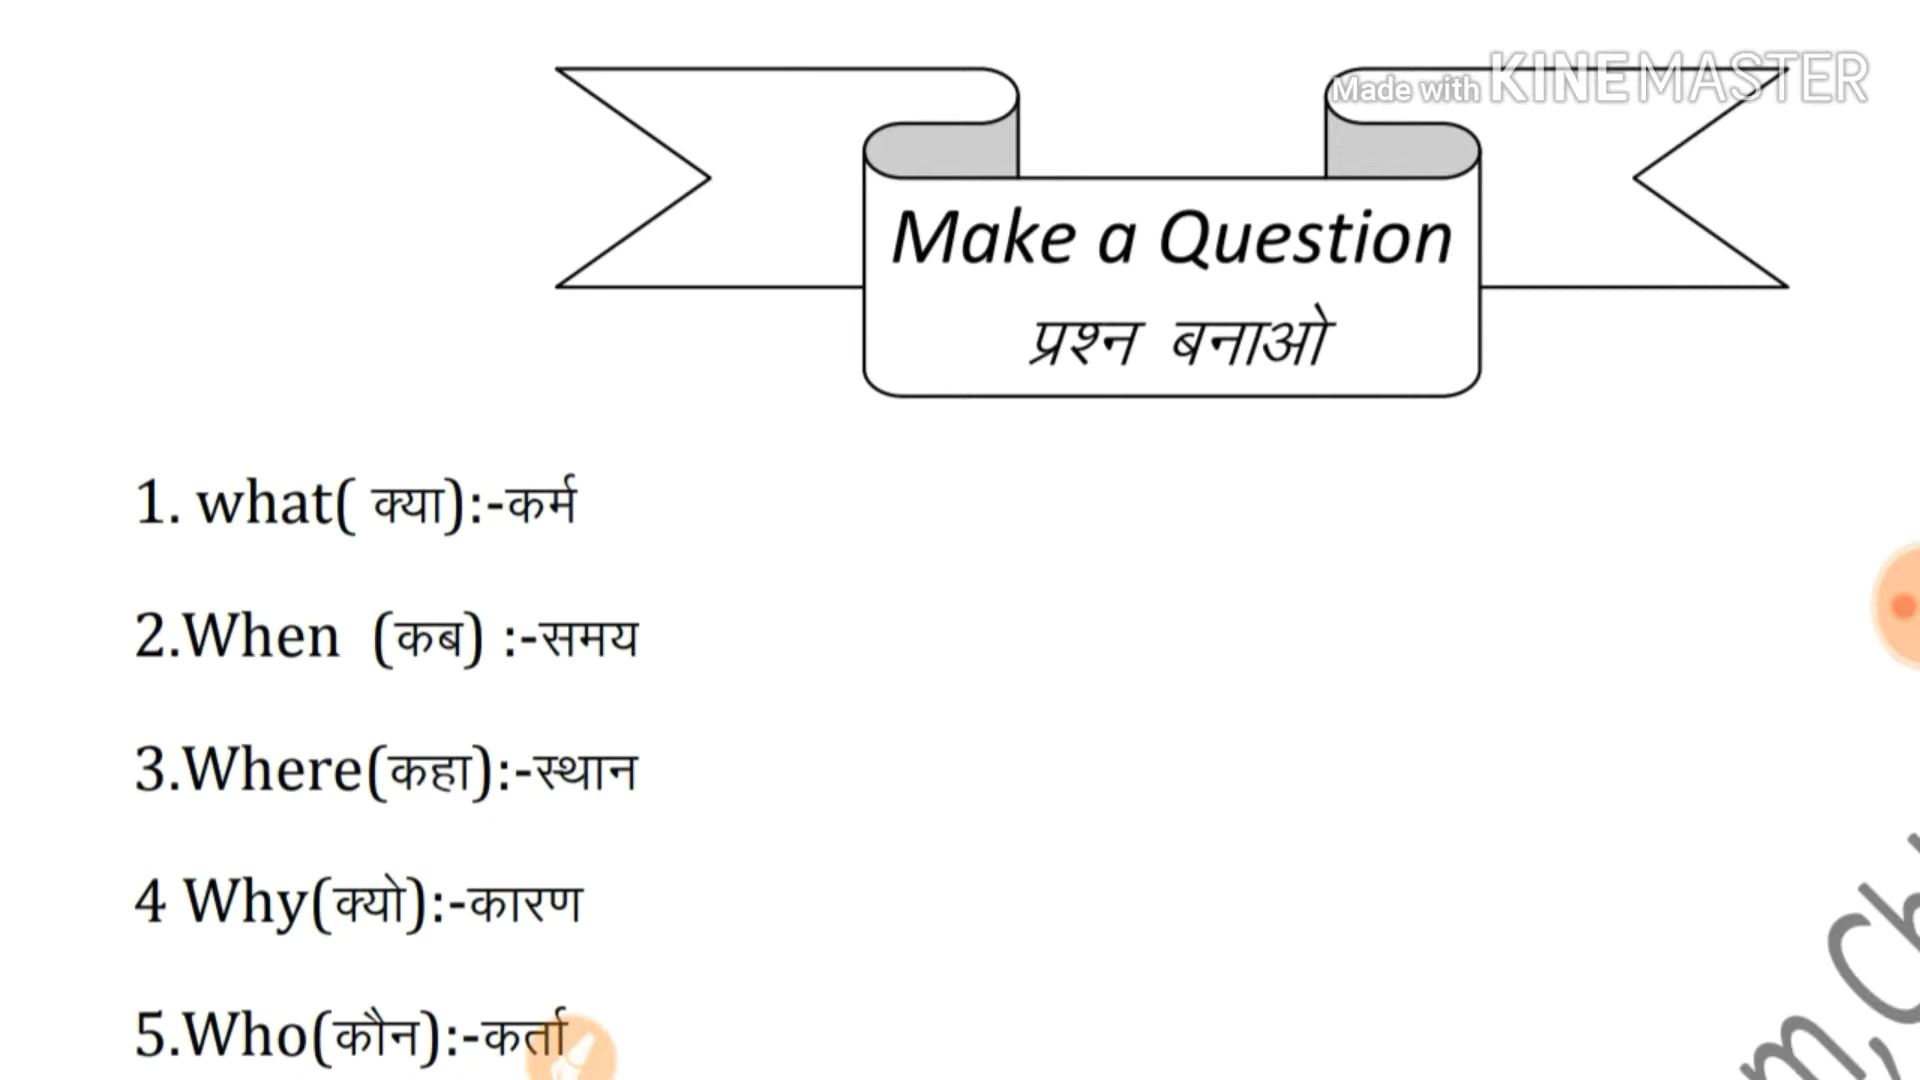 Made with KINEMASTER
Make a Question
प्रश्न बनाओ
1. what( क्या):-कर्म
2.When (कब) :-समय
3.Where(कहा):-स्थान
4 Why(क्यो):-कारण
5.Who(कौन):-कर्ता